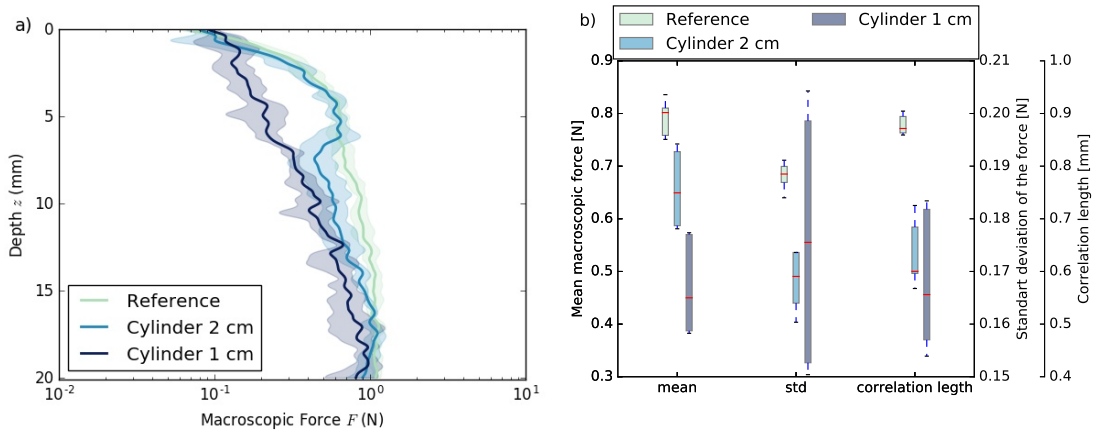 a)
0
5
10
15
20
Depth z (mm)
Reference
Cylinder 2 cm
Cylinder 1 cm
10⁻² 10⁻¹ 10⁰ 10¹
Macroscopic Force F (N)
b)
Reference
Cylinder 2 cm
Cylinder 1 cm
0.9
0.8
0.7
0.6
0.5
0.4
0.3
Mean macroscopic force [N]
mean std correlation legth
0.21
0.20
0.19
0.18
0.17
0.16
0.15
Standart deviation of the force [N]
1.0
0.9
0.8
0.7
0.6
0.5
0.4
Correlation length [mm]